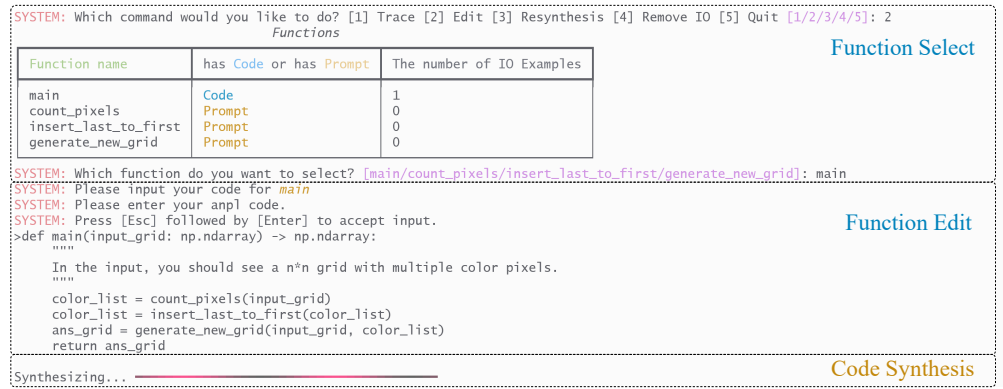 SYSTEM: Which command would you like to do? [1] Trace [2] Edit [3] Resynthesis [4] Remove IO [5] Quit [1/2/3/4/5]: 2
Functions
Function Select
Function name has Code or has Prompt The number of IO Examples
main Code 1
count_pixels Prompt 0
insert_last_to_first Prompt 0
generate_new_grid Prompt 0
SYSTEM: Which function do you want to select? [main/count_pixels/insert_last_to_first/generate_new_grid]: main
SYSTEM: Please input your code for main
SYSTEM: Please enter your anpl code.
SYSTEM: Press [Esc] followed by [Enter] to accept input.
Function Edit
>def main(input_grid: np.ndarray) -> np.ndarray:
"""
In the input, you should see a n*n grid with multiple color pixels.
"""
color_list = count_pixels(input_grid)
color_list = insert_last_to_first(color_list)
ans_grid = generate_new_grid(input_grid, color_list)
return ans_grid
Code Synthesis
Synthesizing...